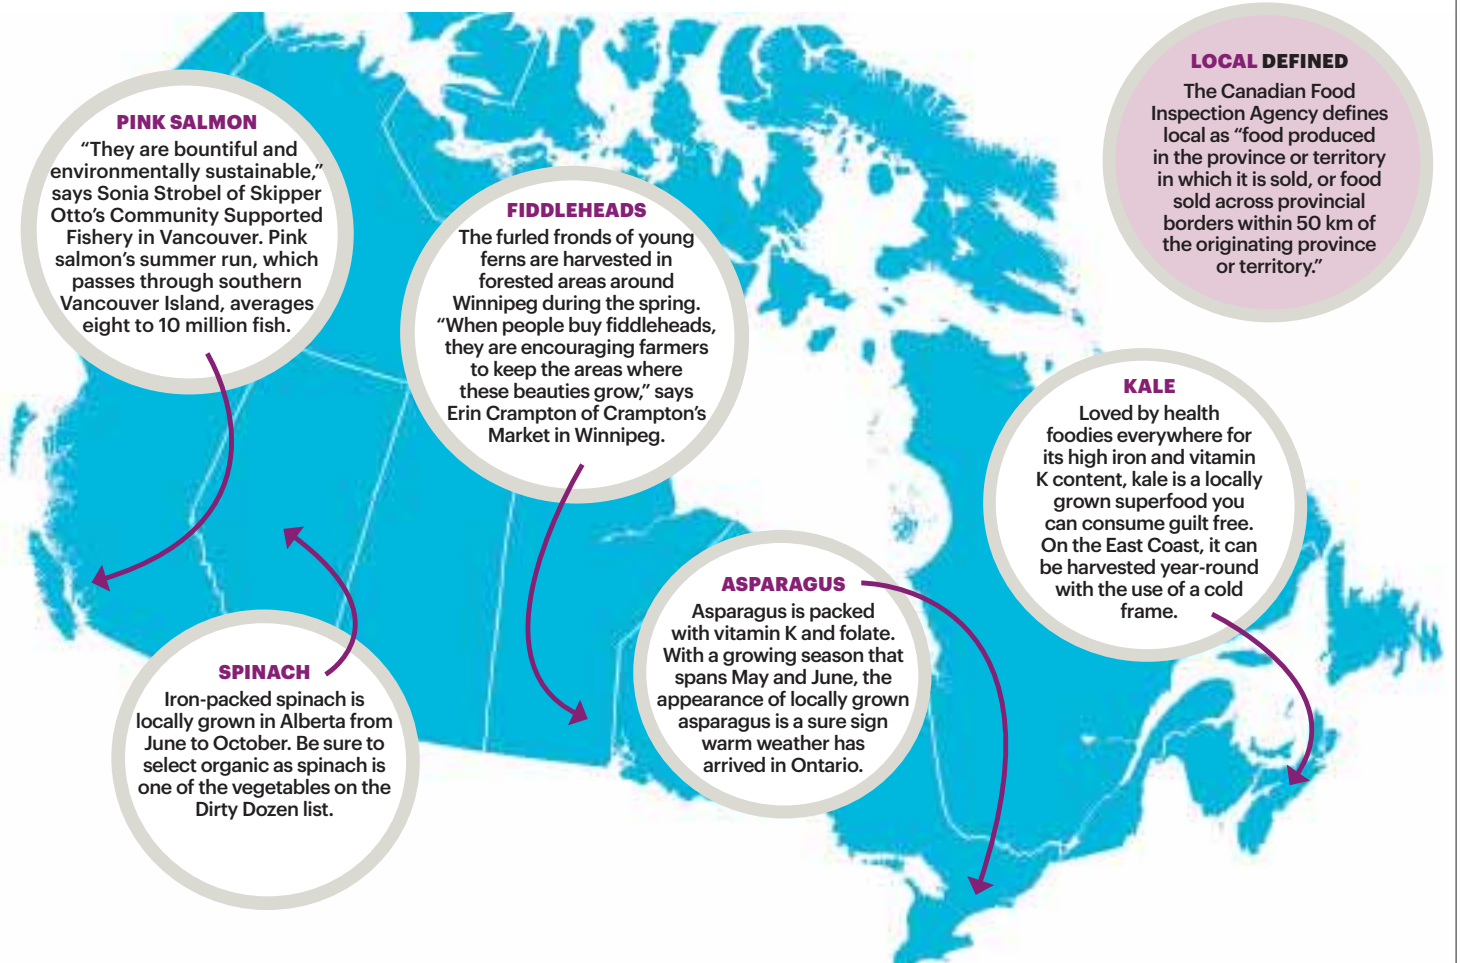 PINK SALMON
“They are bountiful and
environmentally sustainable,”
says Sonia Strobel of Skipper
Otto’s Community Supported
Fishery in Vancouver. Pink
salmon’s summer run, which
passes through southern
Vancouver Island, averages
eight to 10 million fish.
FIDDLEHEADS
The furled fronds of young
ferns are harvested in
forested areas around
Winnipeg during the spring.
“When people buy fiddleheads,
they are encouraging farmers
to keep the areas where
these beauties grow,” says
Erin Crampton of Crampton’s
Market in Winnipeg.
LOCAL DEFINED
The Canadian Food
Inspection Agency defines
local as “food produced
in the province or territory
in which it is sold, or food
sold across provincial
borders within 50 km of
the originating province
or territory.”
KALE
Loved by health
foodies everywhere for
its high iron and vitamin
K content, kale is a locally
grown superfood you
can consume guilt free.
On the East Coast, it can
be harvested year-round
with the use of a cold
frame.
SPINACH
Iron-packed spinach is
locally grown in Alberta from
June to October. Be sure to
select organic as spinach is
one of the vegetables on the
Dirty Dozen list.
ASPARAGUS
Asparagus is packed
with vitamin K and folate.
With a growing season that
spans May and June, the
appearance of locally grown
asparagus is a sure sign
warm weather has
arrived in Ontario.